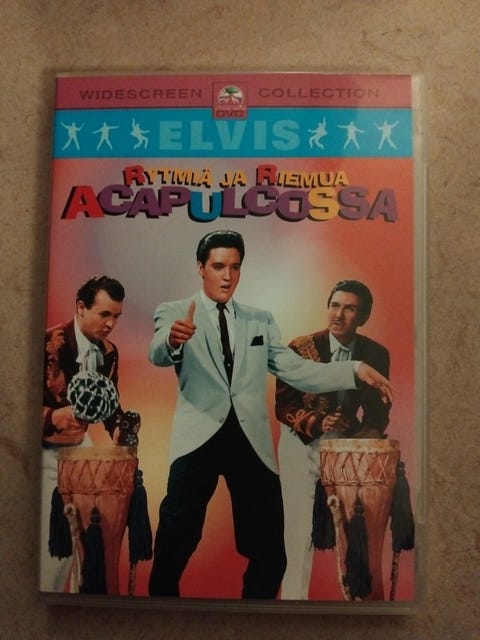 WIDESCREEN COLLECTION
DVD
ELVIS
RYTMIÄ JA RIEMUA
ACAPULCOSSA